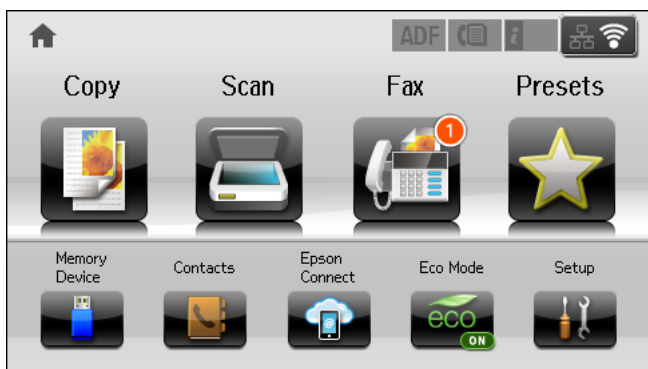 ADF i
Copy Scan Fax Presets
1
Memory Device Contacts Epson Connect Eco Mode Setup
@ eco
ON